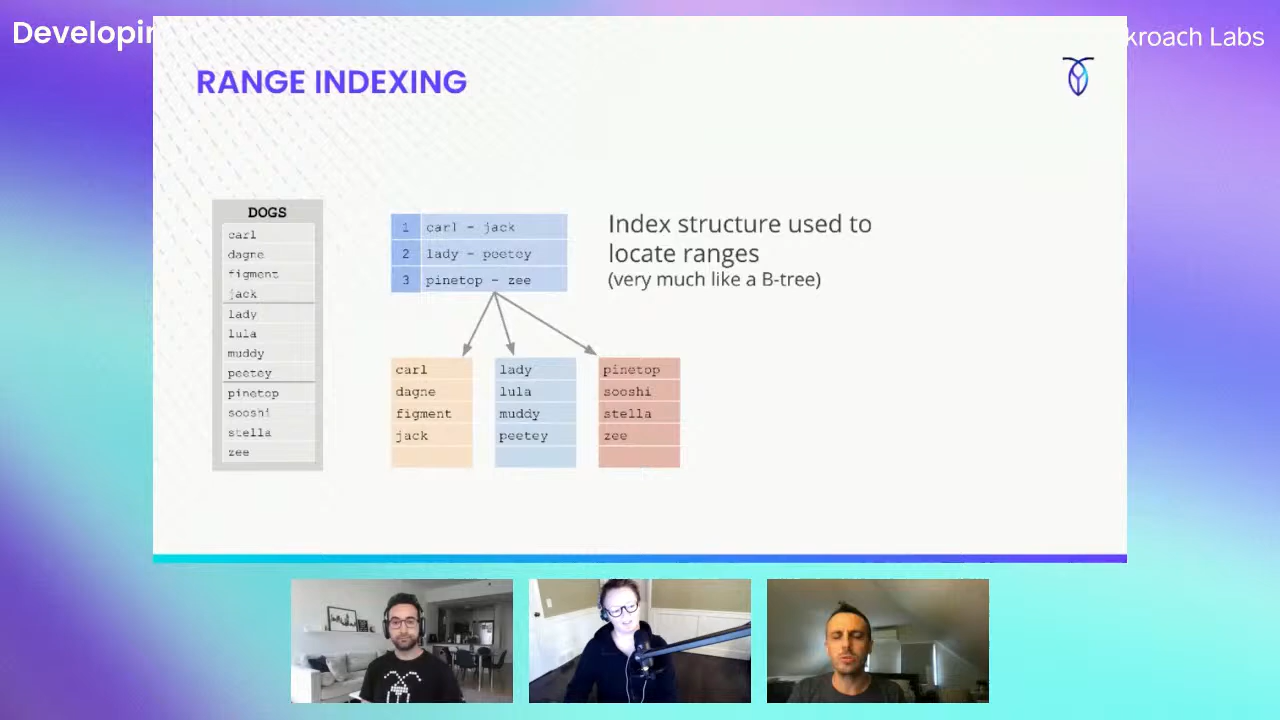 Developin
kroach Labs
RANGE INDEXING
DOGS
carl
dagne
figment
jack
lady
lula
muddy
peetey
pinetop
sooshi
stella
zee
1 carl - jack
2 lady - peetey
3 pinetop - zee
Index structure used to
locate ranges
(very much like a B-tree)
carl
dagne
figment
jack
lady
lula
muddy
peetey
pinetop
sooshi
stella
zee